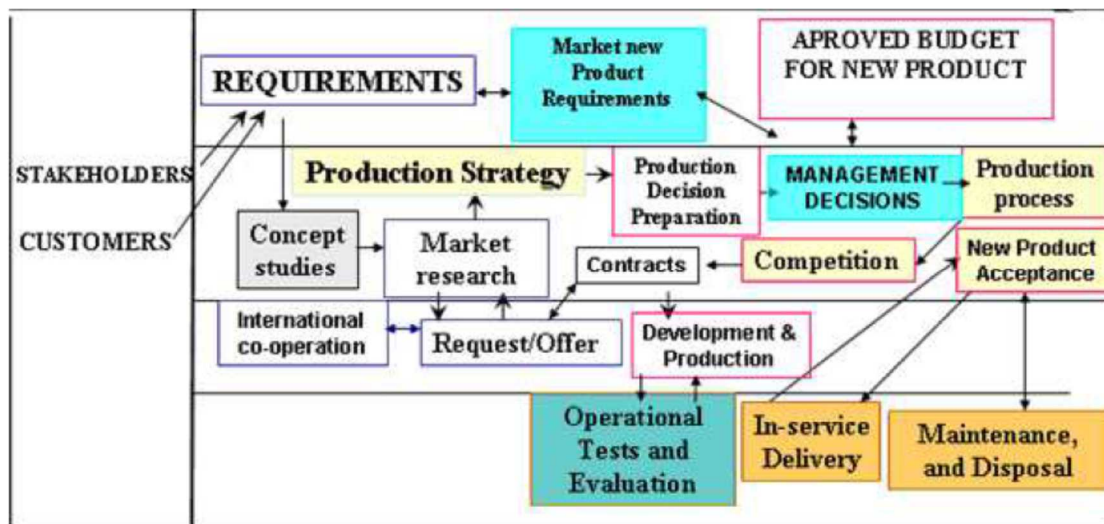 REQUIREMENTS
Market new
Product
Requirements
APROVED BUDGET
FOR NEW PRODUCT
STAKEHOLDERS
CUSTOMERS
Production Strategy
Production
Decision
Preparation
MANAGEMENT
DECISIONS
Production
process
Concept
studies
Market
research
Contracts
Competition
New Product
Acceptance
International
co-operation
Request/Offer
Development &
Production
Operational
Tests and
Evaluation
In-service
Delivery
Maintenance,
and Disposal